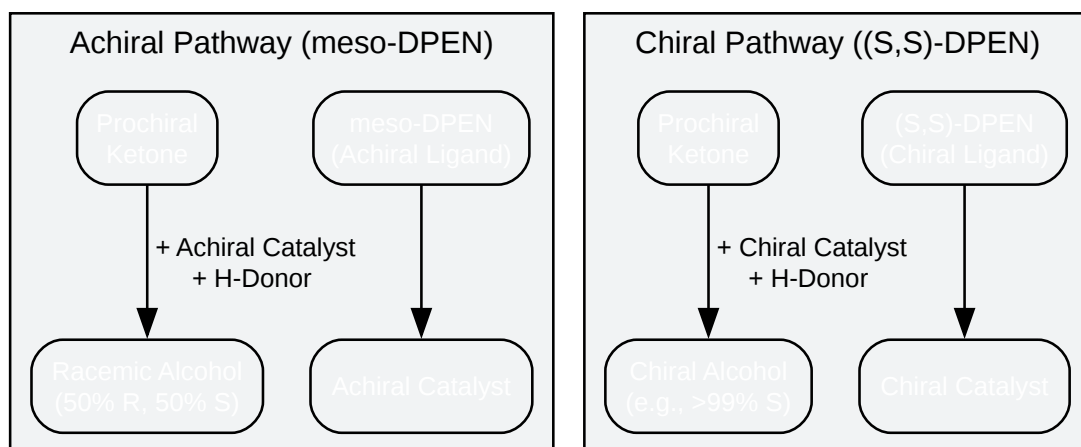 Achiral Pathway (meso-DPEN)
Prochiral
Ketone
meso-DPEN
(Achiral Ligand)
+ Achiral Catalyst
+ H-Donor
Racemic Alcohol
(50% R, 50% S)
Achiral Catalyst
Chiral Pathway ((S,S)-DPEN)
Prochiral
Ketone
(S,S)-DPEN
(Chiral Ligand)
+ Chiral Catalyst
+ H-Donor
Chiral Alcohol
(e.g., >99% S)
Chiral Catalyst